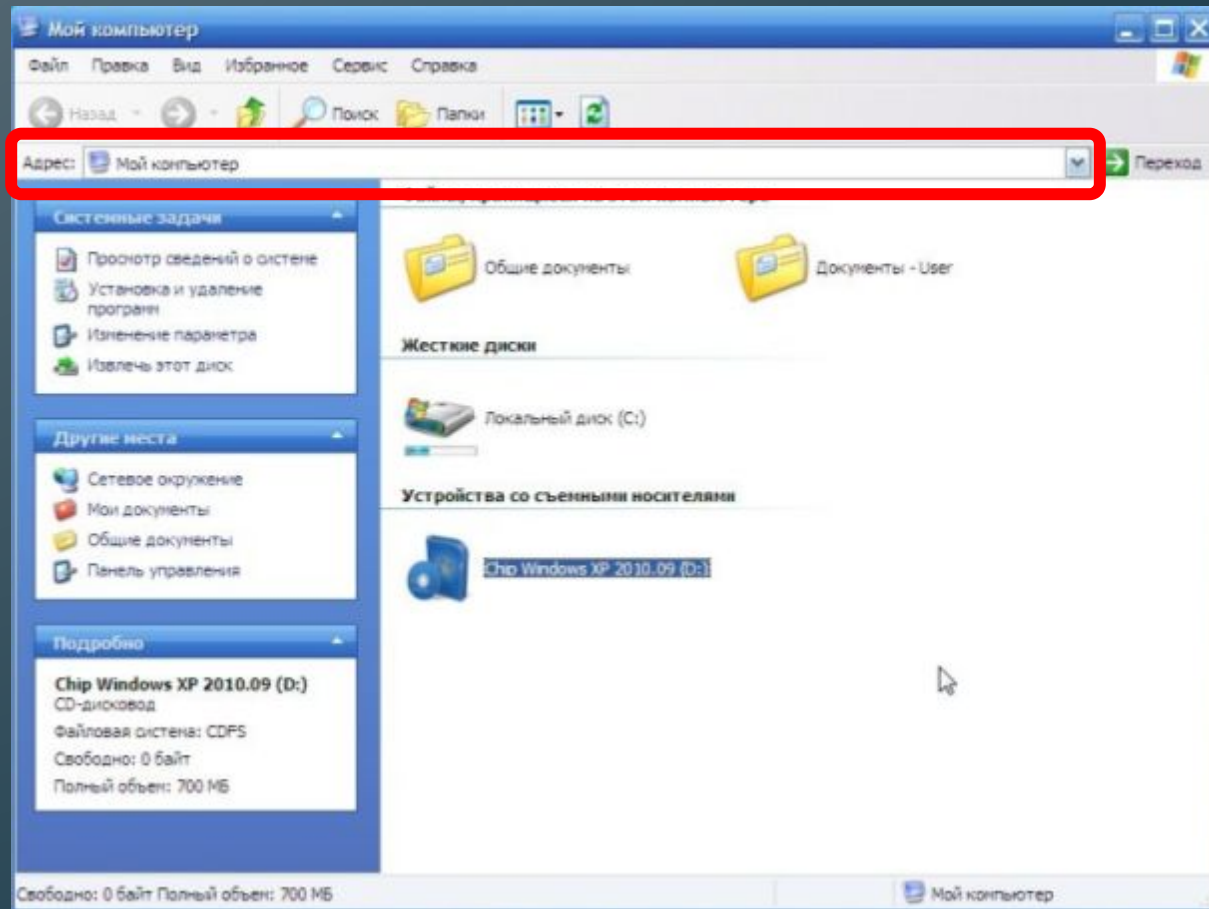 Мой компьютер
Файл Правка Вид Избранное Сервис Справка
Назад Поиск Папки
Адрес: Мой компьютер Переход
Системные задачи
Просмотр сведений о системе
Установка и удаление
программ
Изменение параметра
Извлечь этот диск
Другие места
Сетевое окружение
Мои документы
Общие документы
Панель управления
Подробно
Chip Windows XP 2010.09 (D:)
CD-дисковод
Файловая система: CDFS
Свободно: 0 байт
Полный объем: 700 МБ
Общие документы
Документы - User
Жесткие диски
Локальный диск (C:)
Устройства со съемными носителями
Chip Windows XP 2010.09 (D:)
Свободно: 0 байт Полный объем: 700 МБ
Мой компьютер